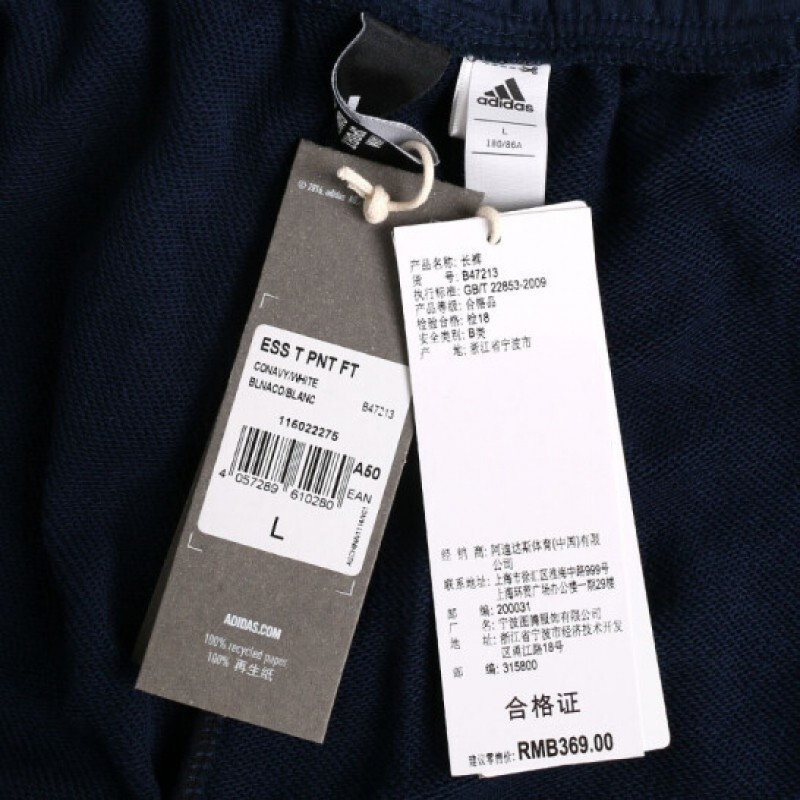 adidas
L
180/86A
© 2016, adidas AG
ESS T PNT FT
CONAVY/WHITE
BLNACO/BLANC
B47213
116022275
A50
4 057289 610280
EAN
L
ADIDAS.COM
100% recycled paper
100% 再生纸
产品名称: 长裤
货 号: B47213
执行标准: GB/T 22853-2009
产品等级: 合格品
检验合格: 检18
安全类别: B类
产 地: 浙江省宁波市
经 销 商: 阿迪达斯体育(中国)有限
公司
联系地址: 上海市徐汇区淮海中路999号
上海环贸广场办公楼一六楼
邮 编: 200031
厂 名: 宁波图腾服饰有限公司
地 址: 浙江省宁波市经济技术开发
区甬江路18号
邮 编: 315800
合格证
建议零售价: RMB369.00